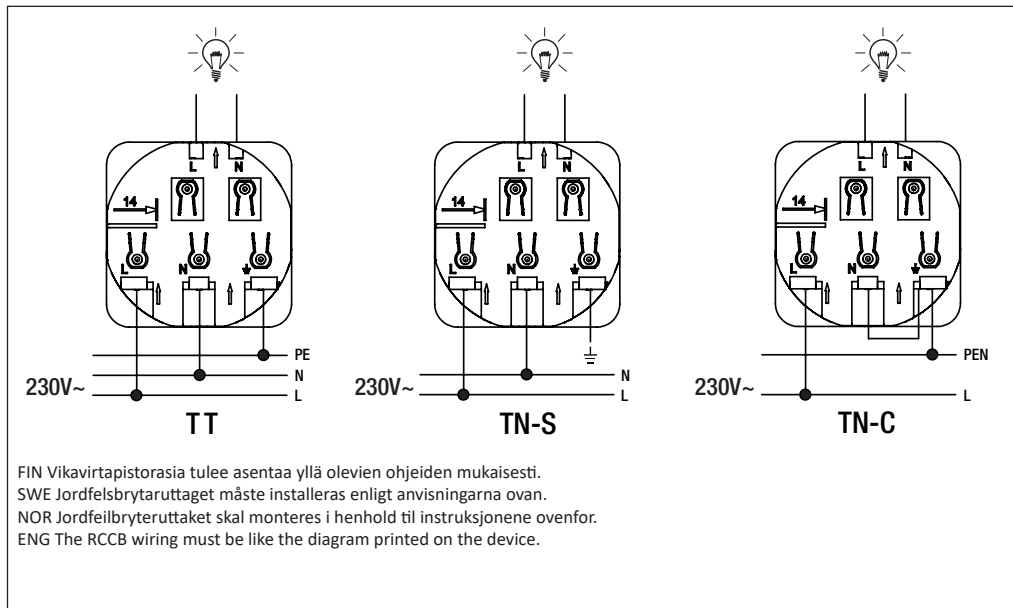 L N
14
L N
PE
N
L
230V~
TT
L N
14
L N
N
L
230V~
TN-S
L N
14
L N
PEN
230V~
L
TN-C
FIN Vikavirtapistorasia tulee asentaa yllä olevien ohjeiden mukaisesti.
SWE Jordfelsbrytaruttaget måste installeras enligt anvisningarna ovan.
NOR Jordfeilbryteruttaket skal monteres i henhold til instruksjonene ovenfor.
ENG The RCCB wiring must be like the diagram printed on the device.